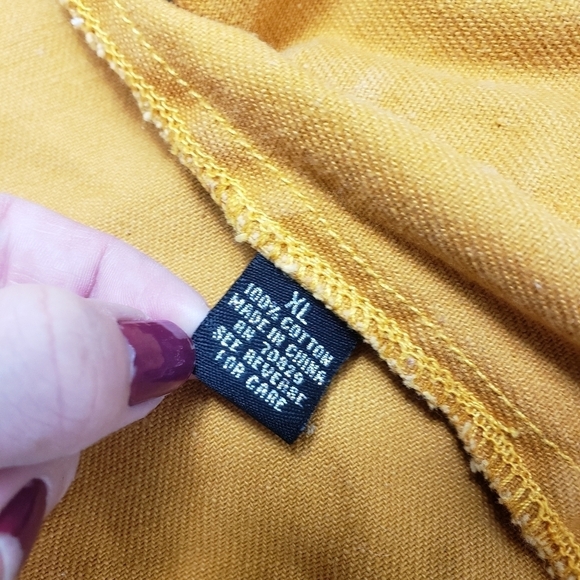 XL
100% COTTON
MADE IN CHINA
RN 70829
SEE REVERSE
FOR CARE